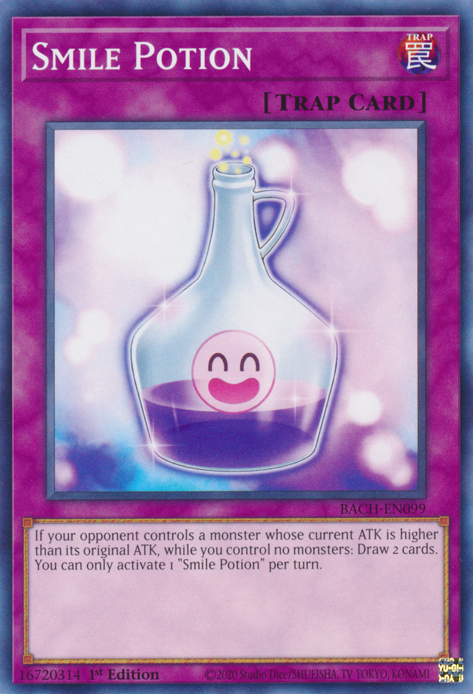 SMILE POTION
TRAP
罠
[TRAP CARD]
BACH-EN099
If your opponent controls a monster whose current ATK is higher
than its original ATK, while you control no monsters: Draw 2 cards.
You can only activate 1 "Smile Potion" per turn.
16720314 1st Edition ©2020 Studio Dice/SHUEISHA, TV TOKYO, KONAMI